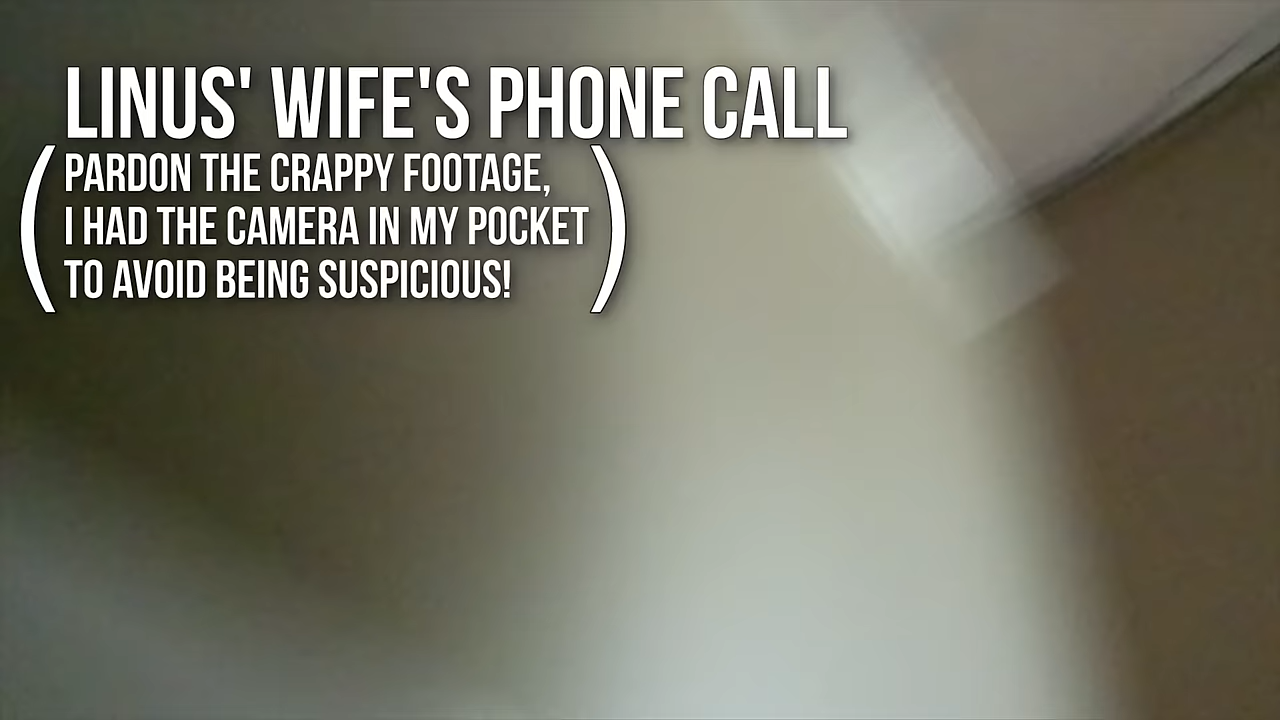 LINUS' WIFE'S PHONE CALL
(PARDON THE CRAPPY FOOTAGE,
I HAD THE CAMERA IN MY POCKET
TO AVOID BEING SUSPICIOUS!)